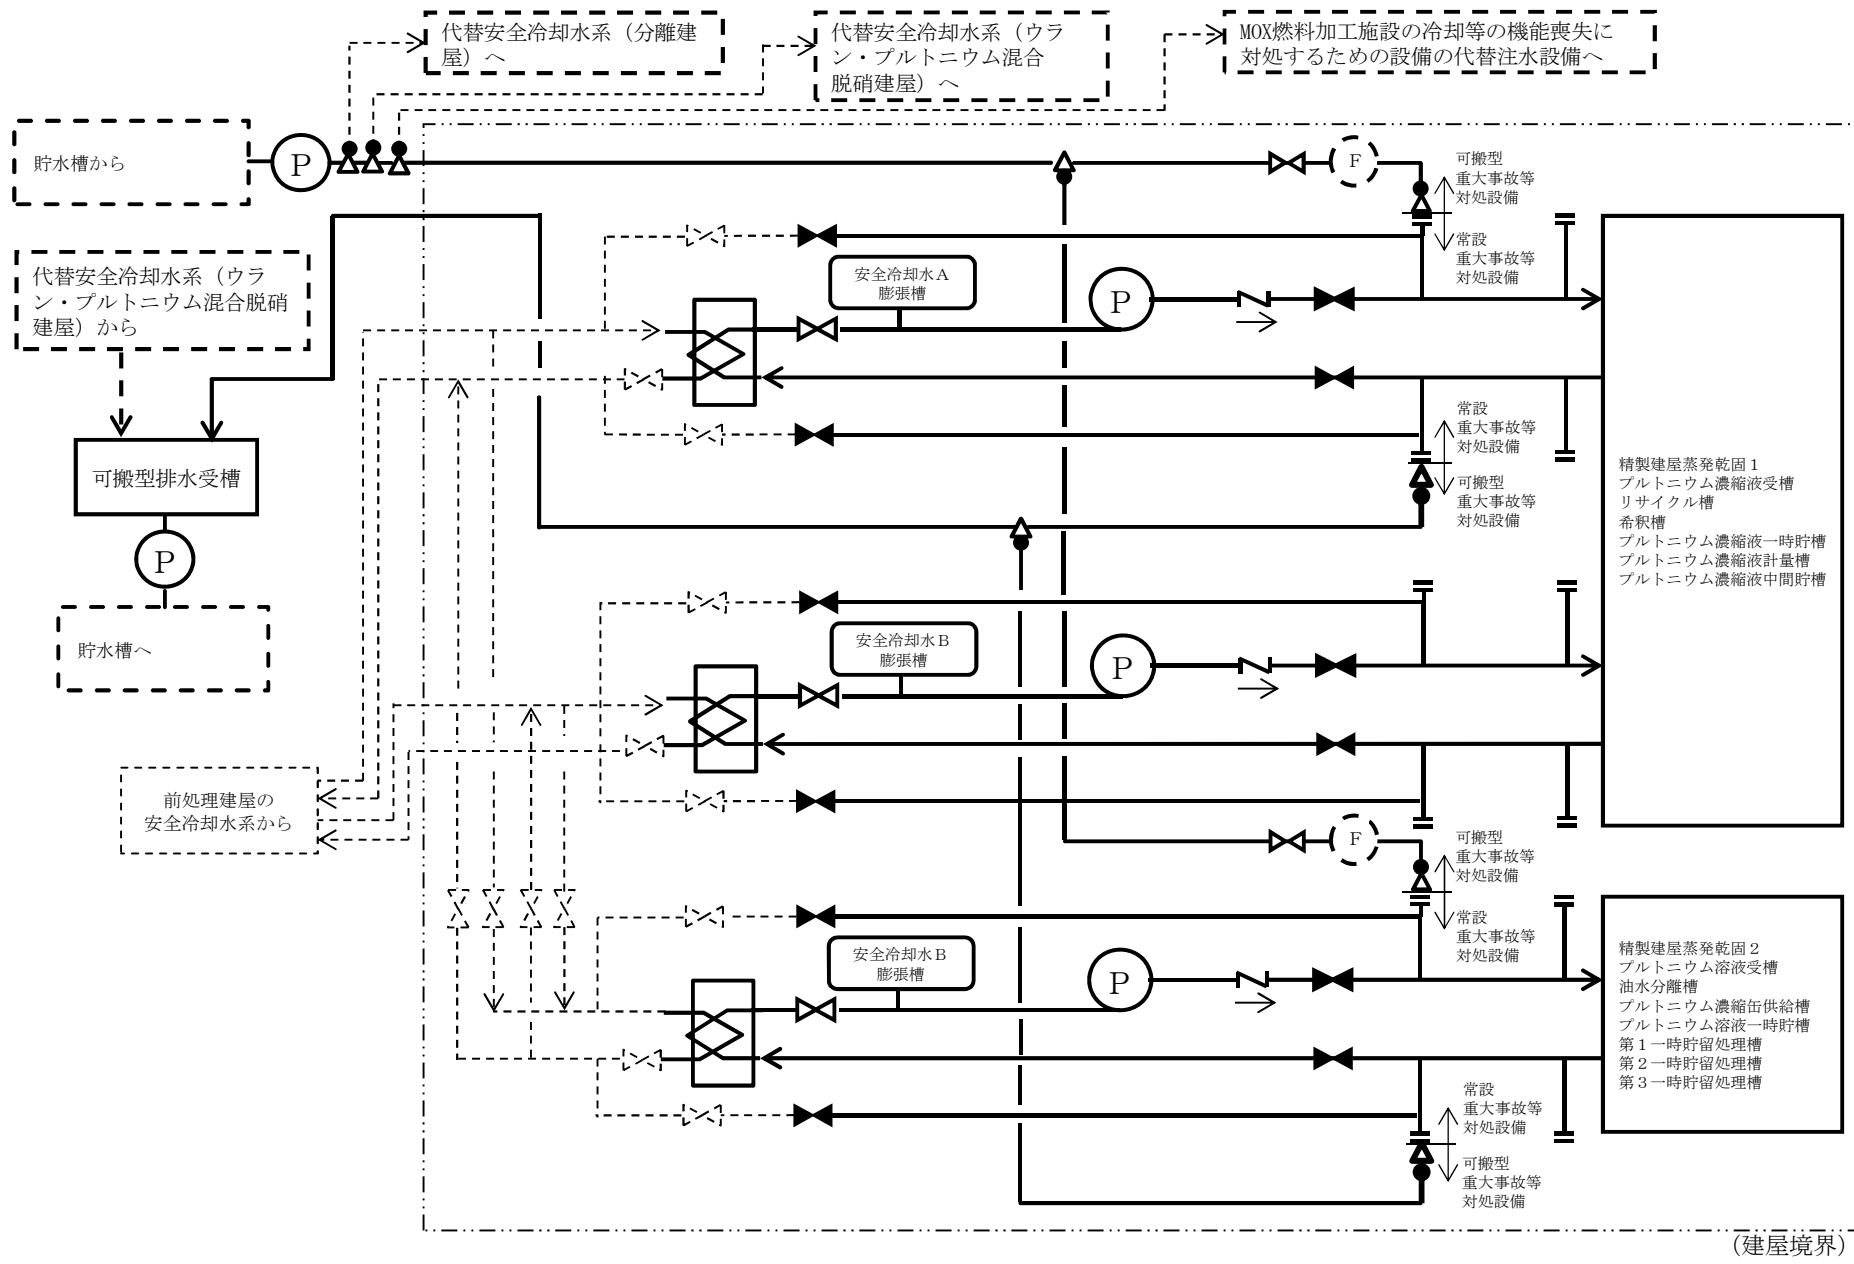 代替安全冷却水系（分離建
屋）へ
代替安全冷却水系（ウラ
ン・プルトニウム混合
脱硝建屋）へ
MOX燃料加工施設の冷却等の機能喪失に
対処するための設備の代替注水設備へ
貯水槽から
P
F
可搬型
重大事故等
対処設備
常設
重大事故等
対処設備
代替安全冷却水系（ウラ
ン・プルトニウム混合脱硝
建屋）から
安全冷却水A
膨張槽
P
常設
重大事故等
対処設備
可搬型
重大事故等
対処設備
可搬型排水受槽
P
貯水槽へ
精製建屋蒸発乾固１
プルトニウム濃縮液受槽
リサイクル槽
希釈槽
プルトニウム濃縮液一時貯槽
プルトニウム濃縮液計量槽
プルトニウム濃縮液中間貯槽
安全冷却水B
膨張槽
P
前処理建屋の
安全冷却水系から
F
可搬型
重大事故等
対処設備
常設
重大事故等
対処設備
安全冷却水B
膨張槽
P
精製建屋蒸発乾固２
プルトニウム溶液受槽
油水分離槽
プルトニウム濃縮缶供給槽
プルトニウム溶液一時貯槽
第１一時貯留処理槽
第２一時貯留処理槽
第３一時貯留処理槽
常設
重大事故等
対処設備
可搬型
重大事故等
対処設備
（建屋境界）